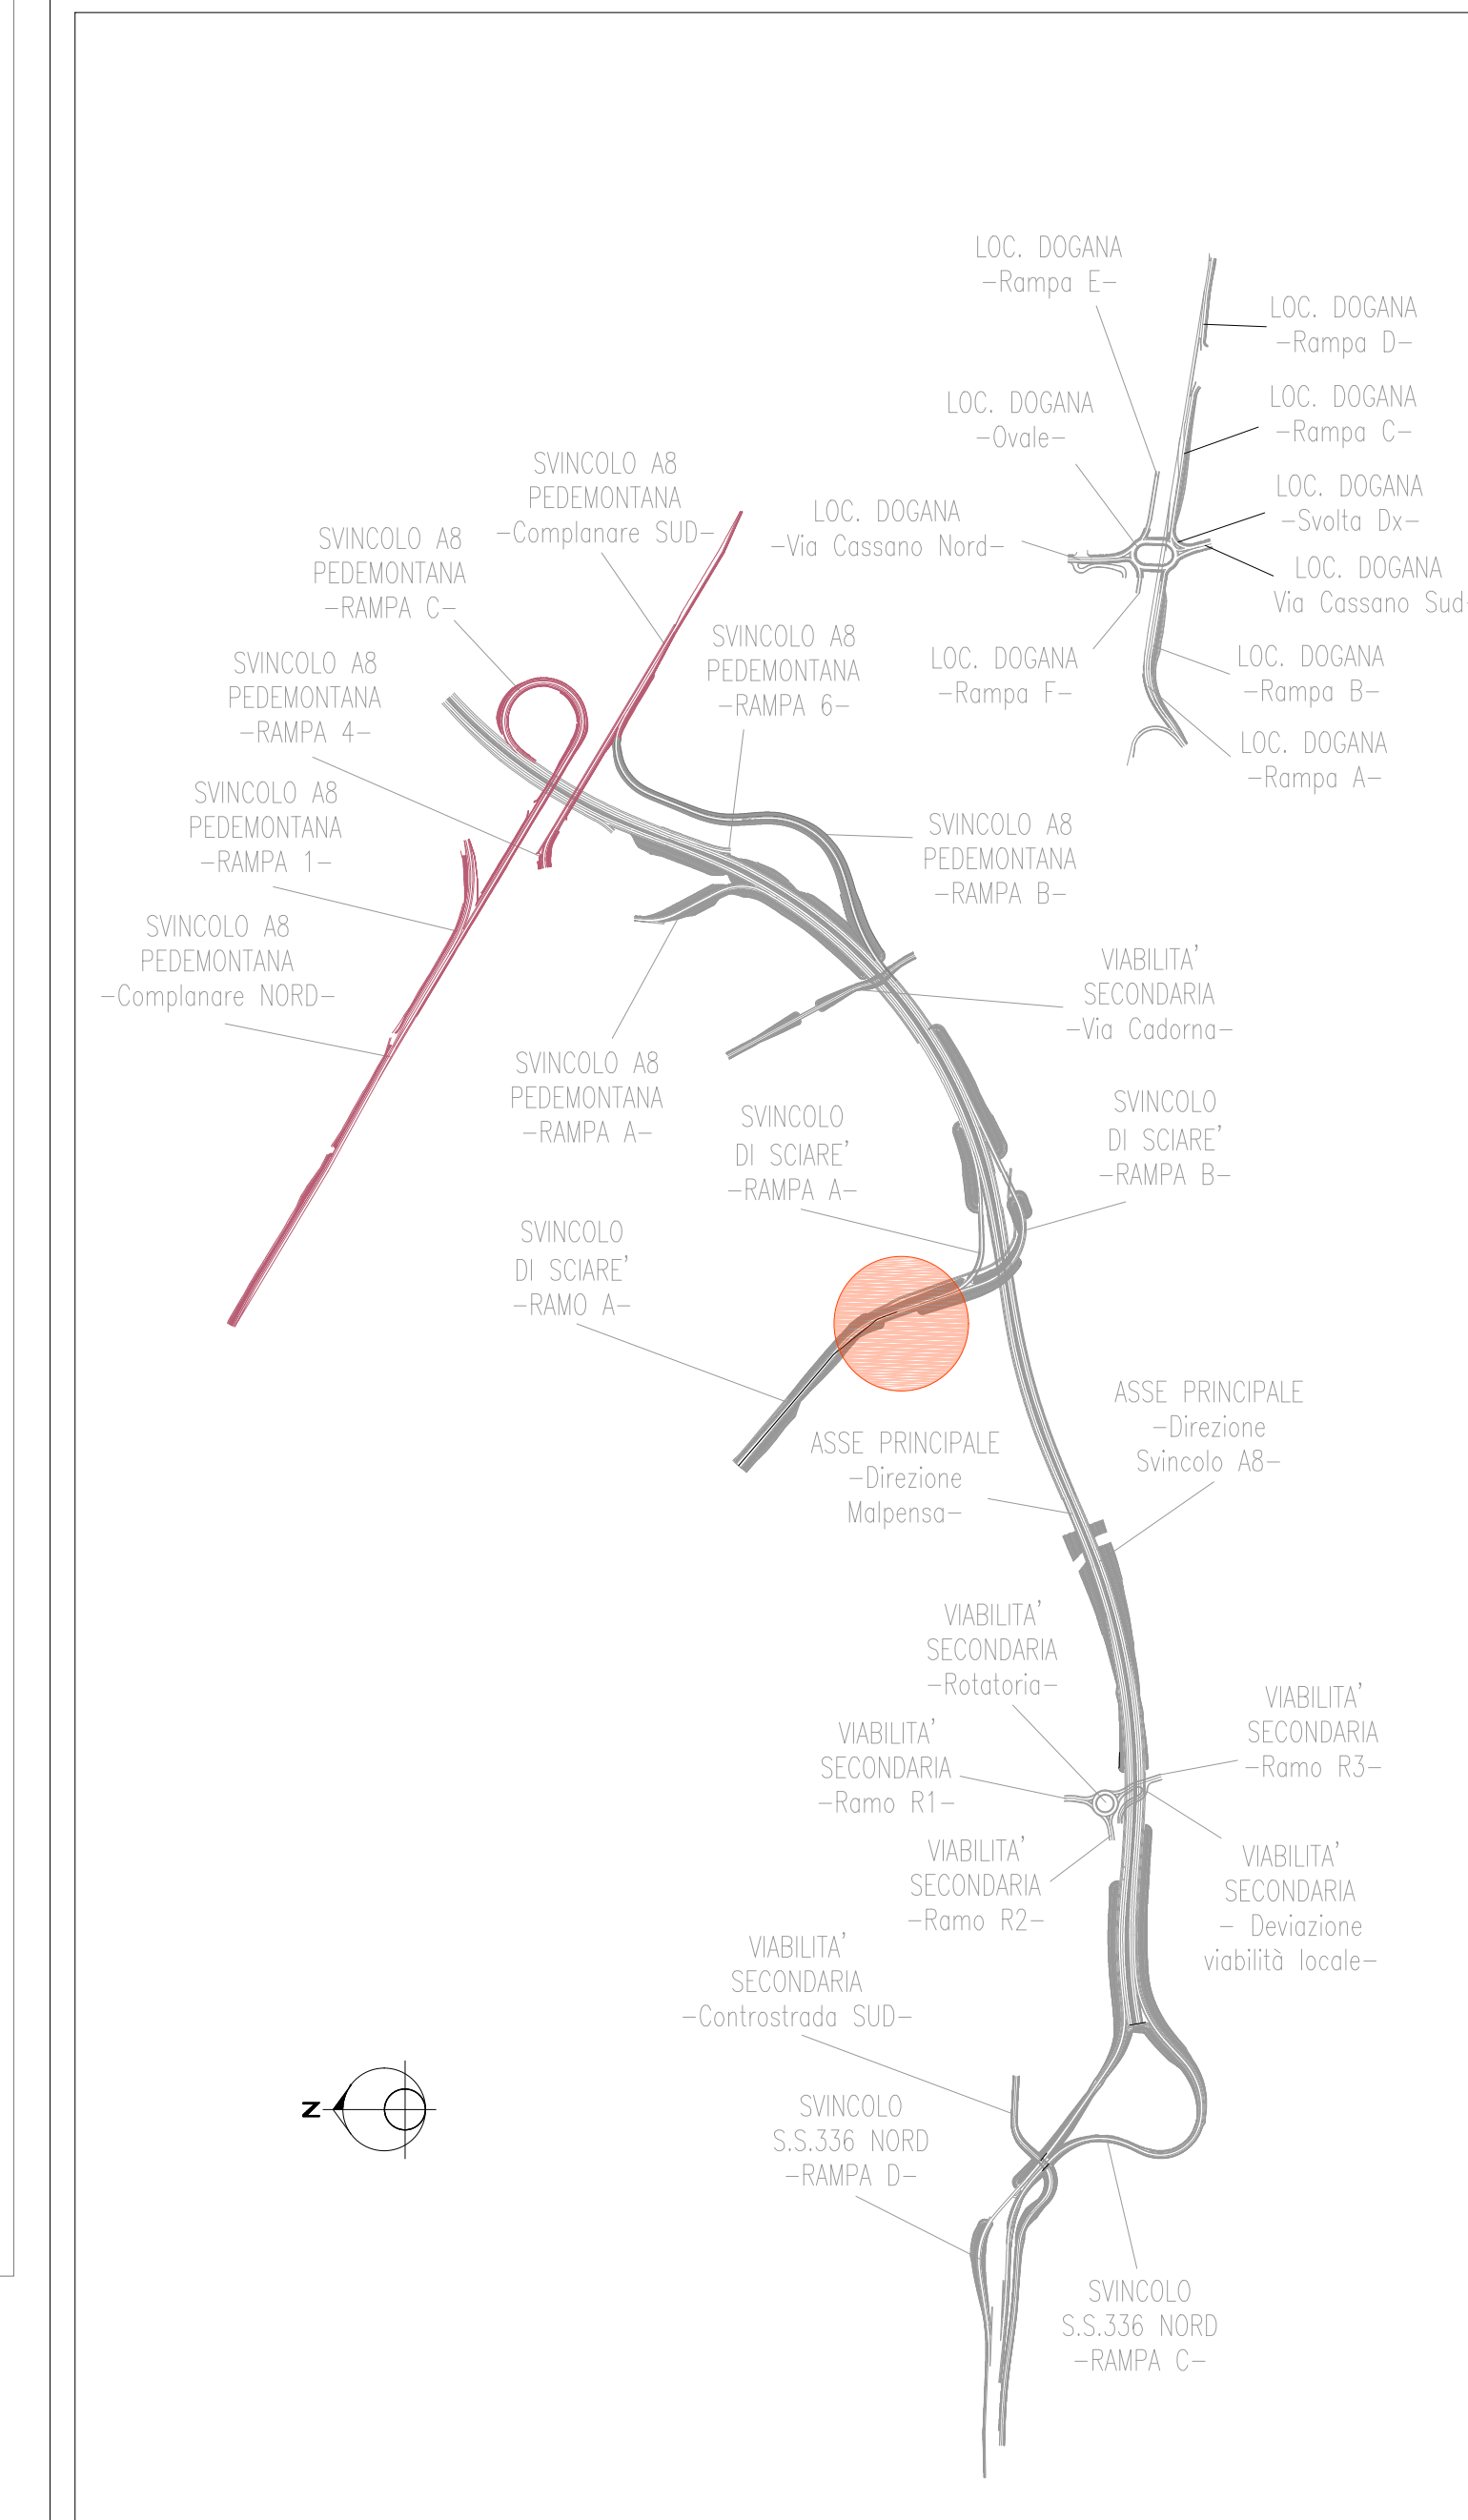 LOC. DOGANA
-Rampa E-
LOC. DOGANA
-Rampa D-
LOC. DOGANA
-Ovale-
LOC. DOGANA
-Rampa C-
SVINCOLO A8
PEDEMONTANA
-Complanare SUD-
LOC. DOGANA
-Svolta Dx-
LOC. DOGANA
-Via Cassano Nord-
SVINCOLO A8
PEDEMONTANA
-RAMPA C-
LOC. DOGANA
Via Cassano Sud-
SVINCOLO A8
PEDEMONTANA
-RAMPA 6-
LOC. DOGANA
-Rampa F-
LOC. DOGANA
-Rampa B-
SVINCOLO A8
PEDEMONTANA
-RAMPA 4-
LOC. DOGANA
-Rampa A-
SVINCOLO A8
PEDEMONTANA
-RAMPA 1-
SVINCOLO A8
PEDEMONTANA
-RAMPA B-
SVINCOLO A8
PEDEMONTANA
-Complanare NORD-
VIABILITA'
SECONDARIA
-Via Cadorna-
SVINCOLO A8
PEDEMONTANA
-RAMPA A-
SVINCOLO
DI SCIARE'
-RAMPA A-
SVINCOLO
DI SCIARE'
-RAMPA B-
SVINCOLO
DI SCIARE'
-RAMO A-
ASSE PRINCIPALE
-Direzione
Svincolo A8-
ASSE PRINCIPALE
-Direzione
Malpensa-
VIABILITA'
SECONDARIA
-Rotatoria-
VIABILITA'
SECONDARIA
-Ramo R3-
VIABILITA'
SECONDARIA
-Ramo R1-
VIABILITA'
SECONDARIA
-Ramo R2-
VIABILITA'
SECONDARIA
- Deviazione
viabilità locale-
VIABILITA'
SECONDARIA
-Controstrada SUD-
N
SVINCOLO
S.S.336 NORD
-RAMPA D-
SVINCOLO
S.S.336 NORD
-RAMPA C-